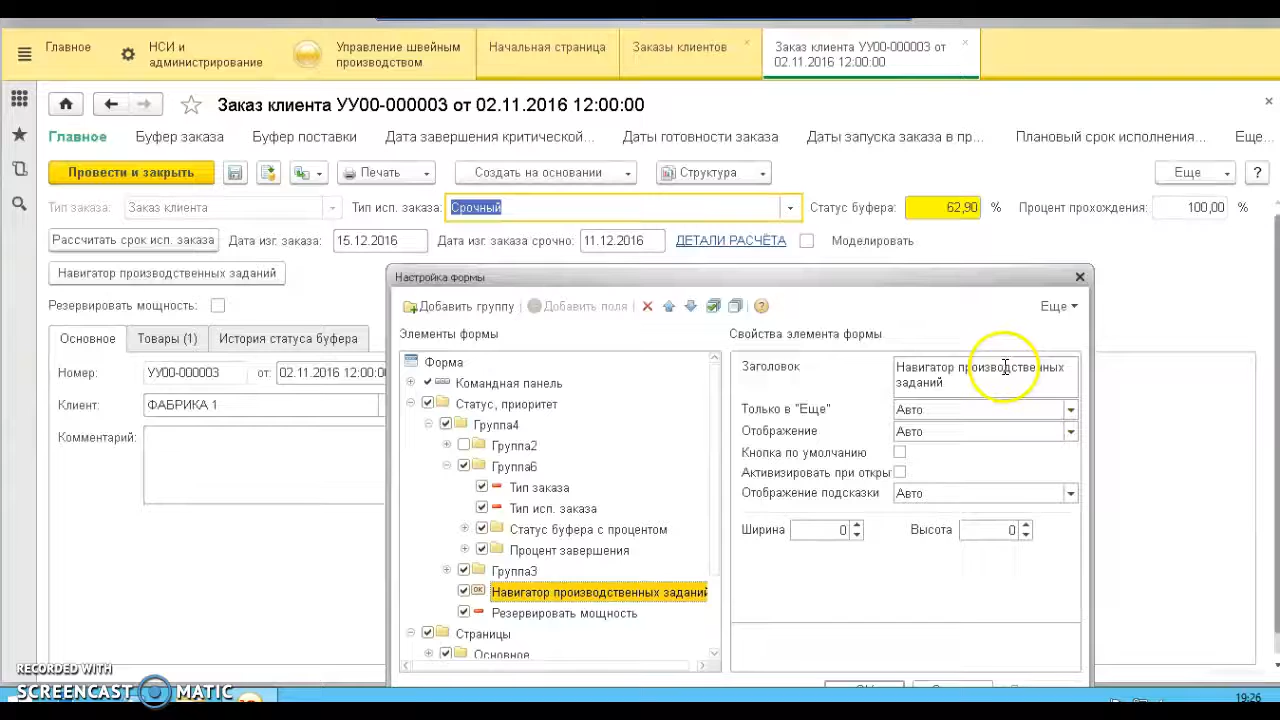 Главное
НСИ и
администрирование
Управление швейным
производством
Начальная страница
Заказы клиентов
Заказ клиента УУ00-000003 от
02.11.2016 12:00:00
Заказ клиента УУ00-000003 от 02.11.2016 12:00:00
Главное Буфер заказа Буфер поставки Дата завершения критической... Даты готовности заказа Даты запуска заказа в пр... Плановый срок исполнения... Еще...
Провести и закрыть Печать Создать на основании Структура Еще ?
Тип заказа: Заказ клиента Тип исп. заказа: Срочный Статус буфера: 62,90 % Процент прохождения: 100,00 %
Рассчитать срок исп. заказа Дата изг. заказа: 15.12.2016 Дата изг заказа срочно: 11.12.2016 ДЕТАЛИ РАСЧЁТА Моделировать
Навигатор производственных заданий
Настройка формы
Резервировать мощность:
Добавить группу Добавить поля Еще
Основное Товары (1) История стат буфера
Элементы формы Свойства элемента формы
Номер: УУ00-000003 от: 02.11.2016 12:00:00
Клиент: ФАБРИКА 1
Комментарий:
Форма
Командная панель
Статус, приоритет
Группа4
Группа2
Группа6
Тип заказа
Тип исп. заказа
Статус буфера с процентом
Процент завершения
Группа3
Навигатор производственных заданий
Резервировать мощность
Страницы
Основное
Заголовок Навигатор производственных
заданий
Только в "Еще" Авто
Отображение Авто
Кнопка по умолчанию
Активизировать при откры
Отображение подсказки Авто
Ширина 0 Высота 0
RECORDED WITH
SCREENCAST MATIC
19:26